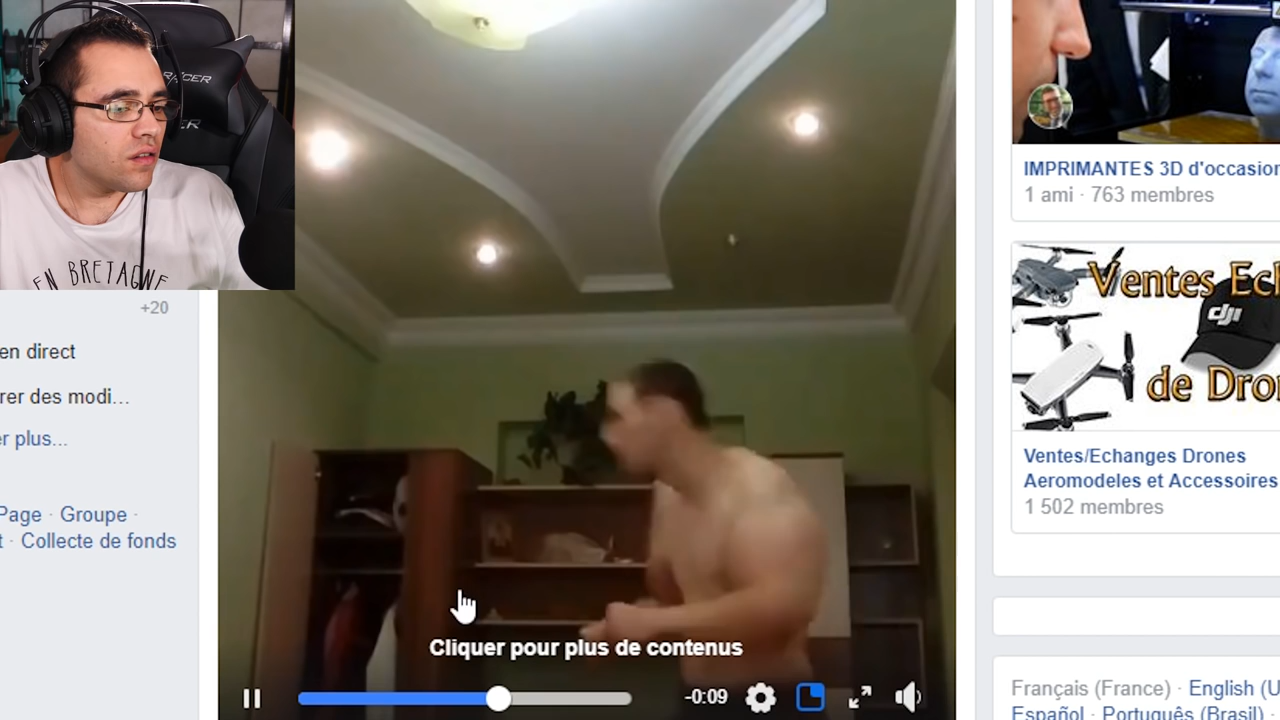 RACER
EN BRETAGNE
+20
en direct
rer des modi...
er plus...
Page · Groupe ·
t · Collecte de fonds
Cliquer pour plus de contenus
-0:09
IMPRIMANTES 3D d'occasion
1 ami · 763 membres
Ventes Ech
dji
de Dron
Ventes/Echanges Drones
Aeromodeles et Accessoires
1 502 membres
Français (France) · English (U
Español · Português (Brasil) ·